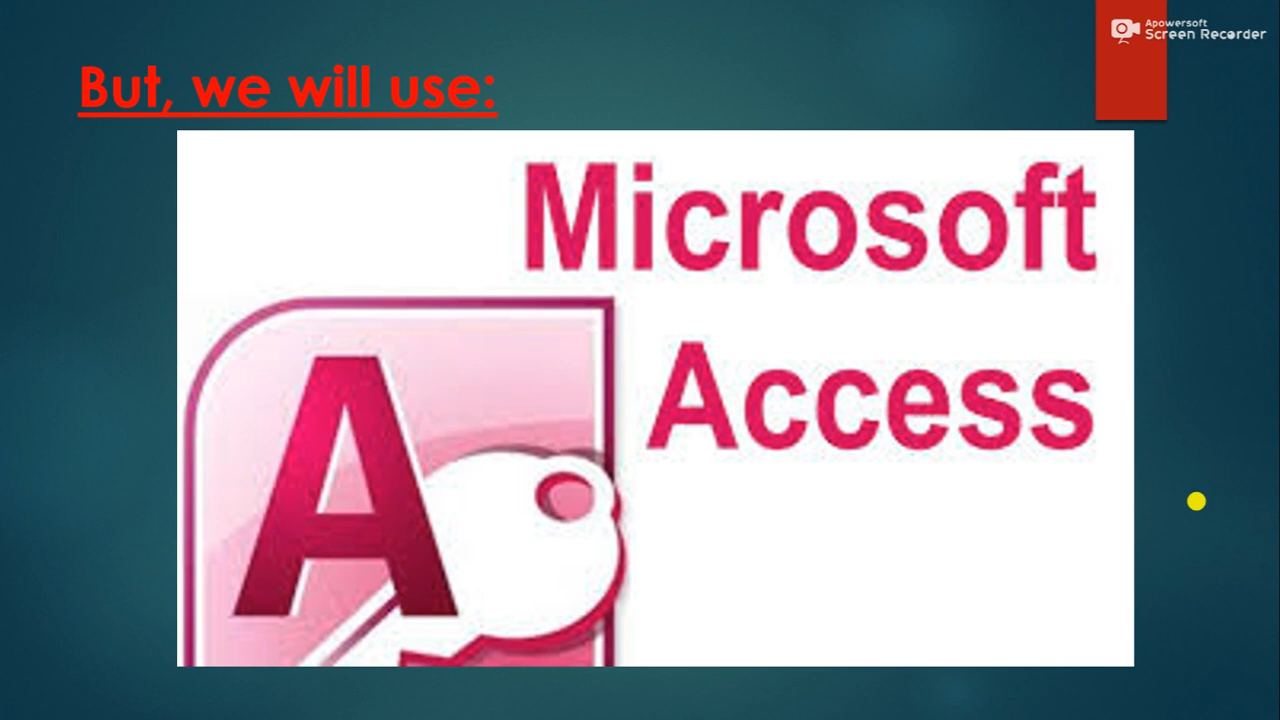 Apowersoft
Screen Recorder
But, we will use:
Microsoft
Access
A